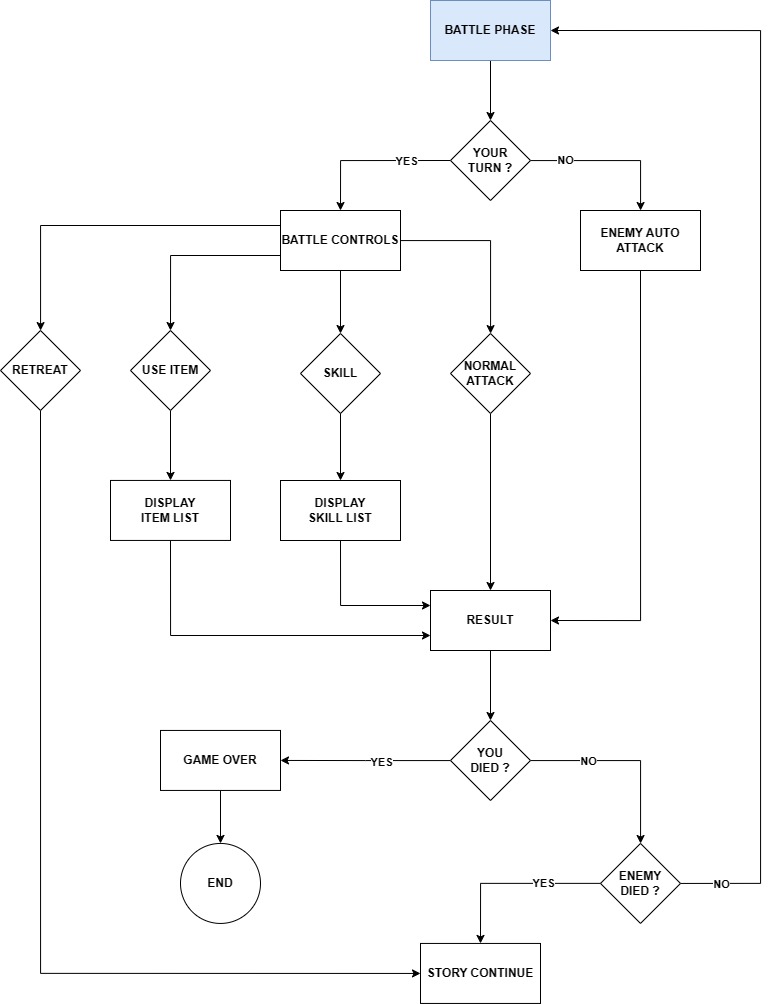 BATTLE PHASE
YOUR
TURN ?
YES
NO
BATTLE CONTROLS
ENEMY AUTO
ATTACK
RETREAT
USE ITEM
SKILL
NORMAL
ATTACK
DISPLAY
ITEM LIST
DISPLAY
SKILL LIST
RESULT
GAME OVER
YES
YOU
DIED ?
NO
END
YES
ENEMY
DIED ?
NO
STORY CONTINUE